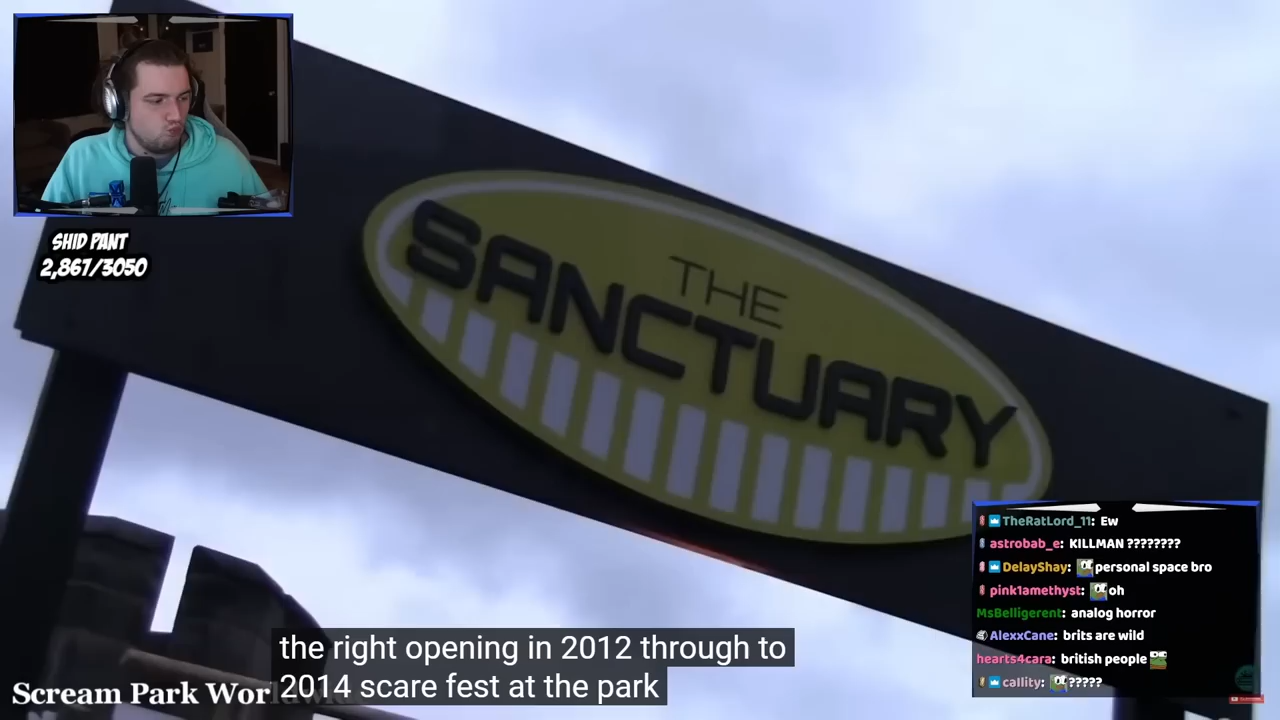 SHID PANT
2,867/3050
THE
SANCTUARY
TheRatLord_11: Ew
astrobab_e: KILLMAN ????????
DelayShay: personal space bro
pink1amethyst: oh
MsBelligerent: analog horror
AlexxCane: brits are wild
hearts4cara: british people
callity: ?????
the right opening in 2012 through to
2014 scare fest at the park
Scream Park Worldwide